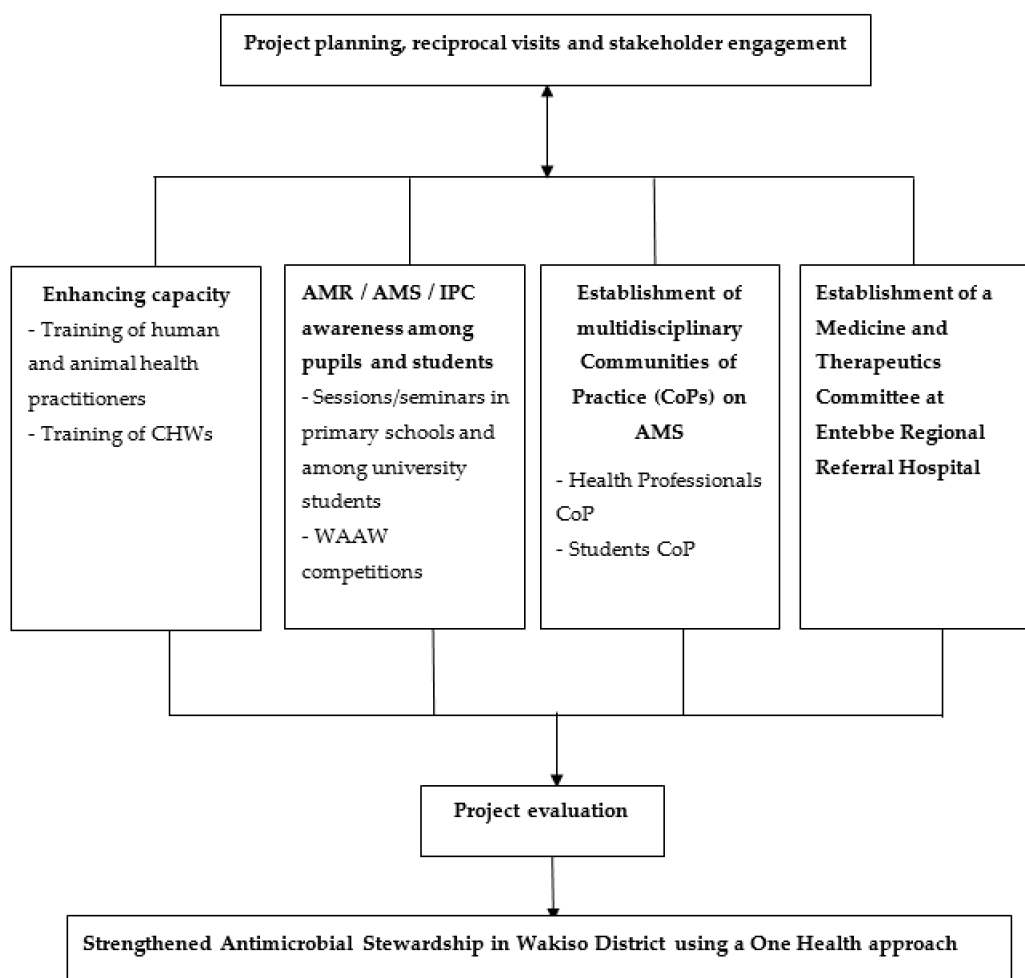 Project planning, reciprocal visits and stakeholder engagement
Enhancing capacity
- Training of human
and animal health
practitioners
- Training of CHWs
AMR / AMS / IPC
awareness among
pupils and students
- Sessions/seminars in
primary schools and
among university
students
- WAAW
competitions
Establishment of
multidisciplinary
Communities of
Practice (CoPs) on
AMS
- Health Professionals
CoP
- Students CoP
Establishment of a
Medicine and
Therapeutics
Committee at
Entebbe Regional
Referral Hospital
Project evaluation
Strengthened Antimicrobial Stewardship in Wakiso District using a One Health approach